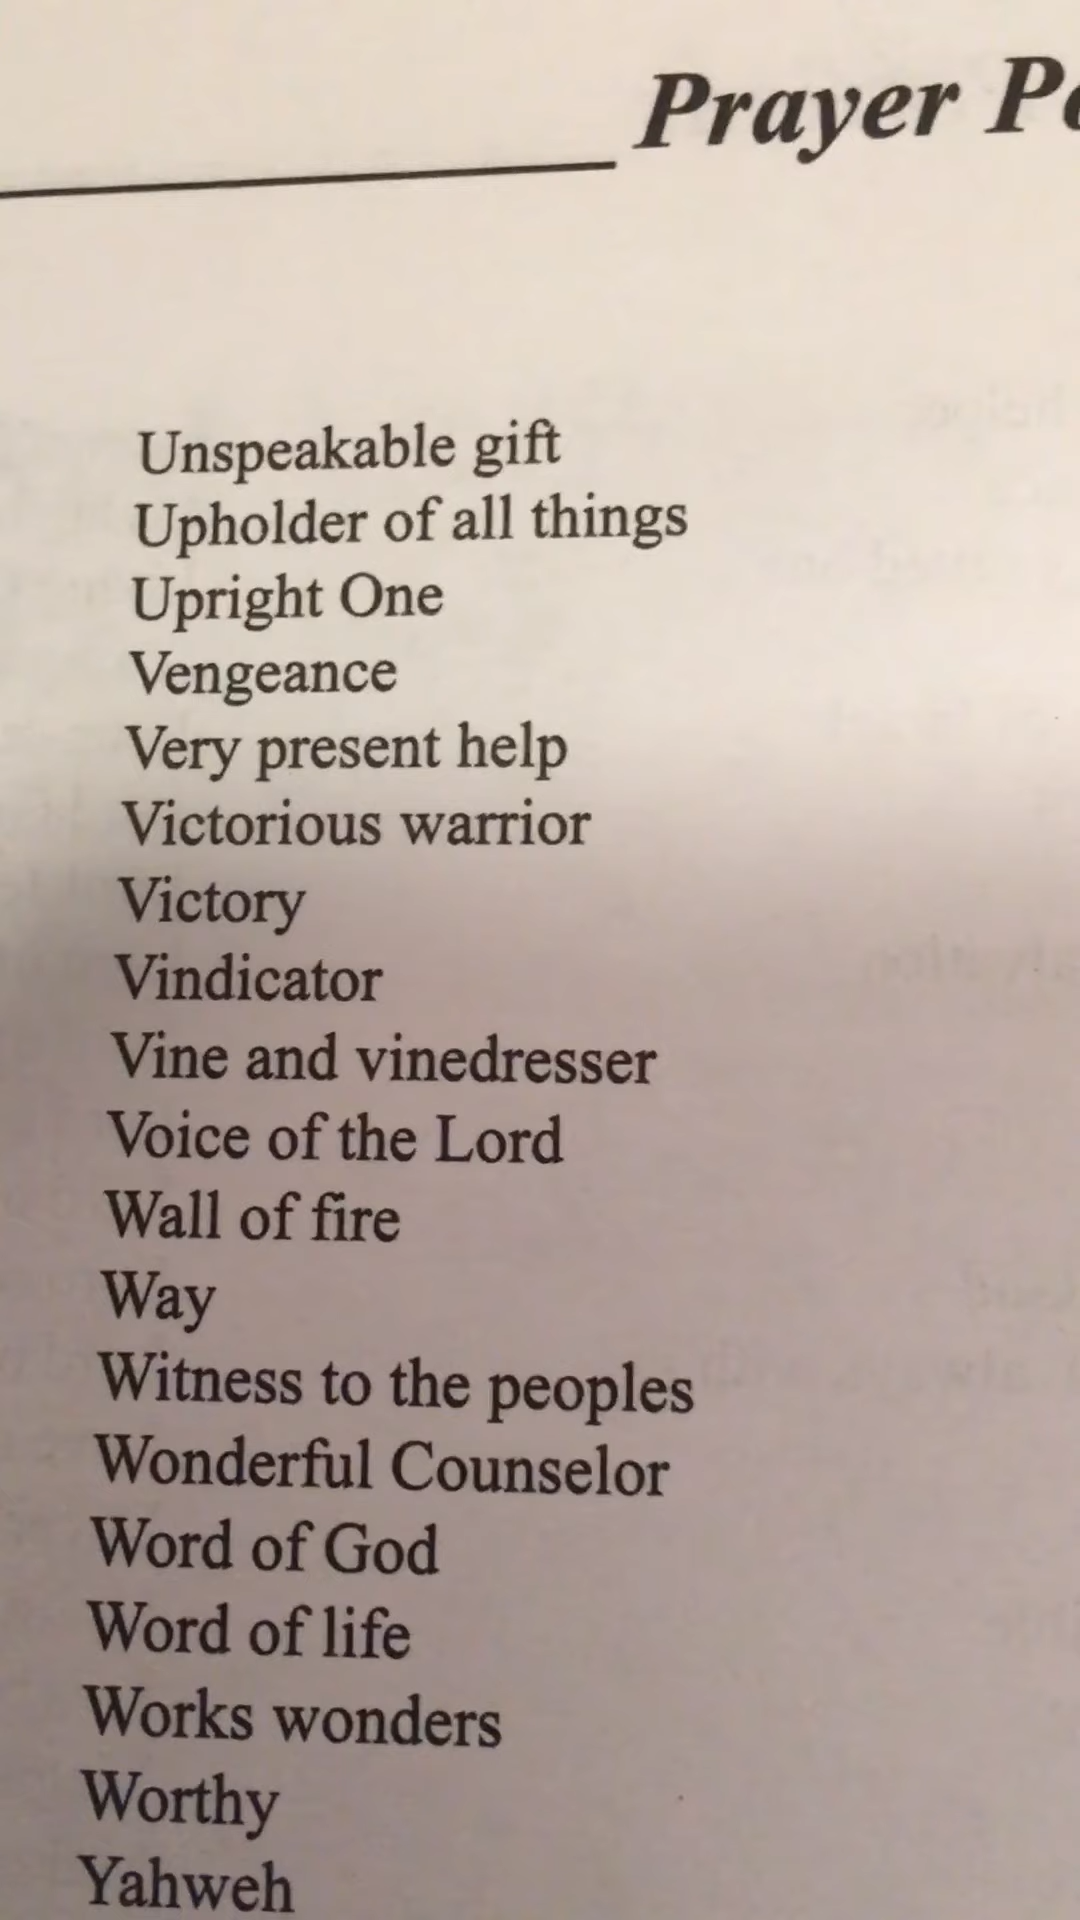 Prayer
Unspeakable gift
Upholder of all things
Upright One
Vengeance
Very present help
Victorious warrior
Victory
Vindicator
Vine and vinedresser
Voice of the Lord
Wall of fire
Way
Witness to the peoples
Wonderful Counselor
Word of God
Word of life
Works wonders
Worthy
Yahweh